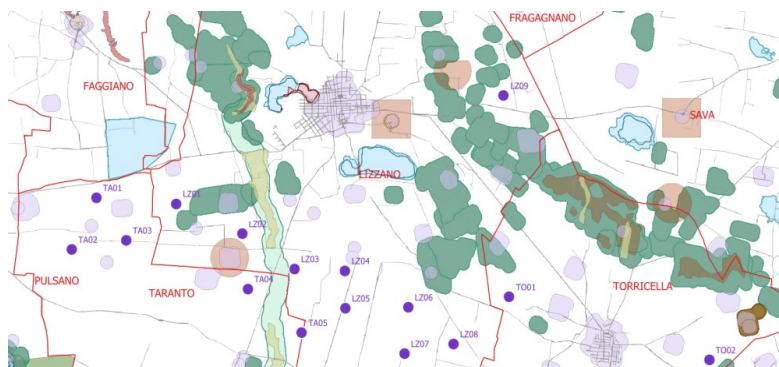 FRAGAGNANO
FAGGIANO
LZ09
SAVA
LIZZANO
TA01
LZ01
LZ02
TA03
TA02
LZ03
LZ04
PULSANO
TARANTO
TA04
TORRICELLA
TO01
LZ05
LZ06
TA05
LZ08
LZ07
TO02